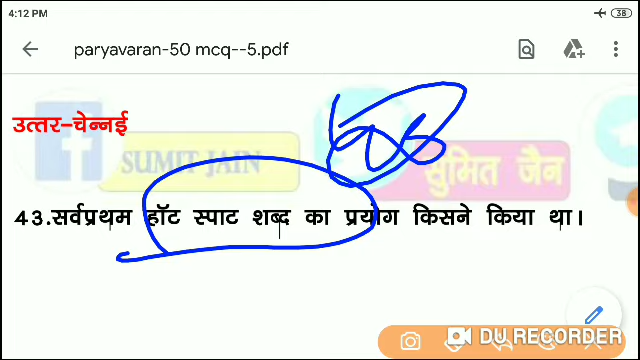 4:12 PM
38
paryavaran-50 mcq--5.pdf
उत्तर-चेन्नई
SUMIT JAIN
सुमित जैन
43.सर्वप्रथम हॉट स्पाट शब्द का प्रयोग किसने किया था।
DU RECORDER